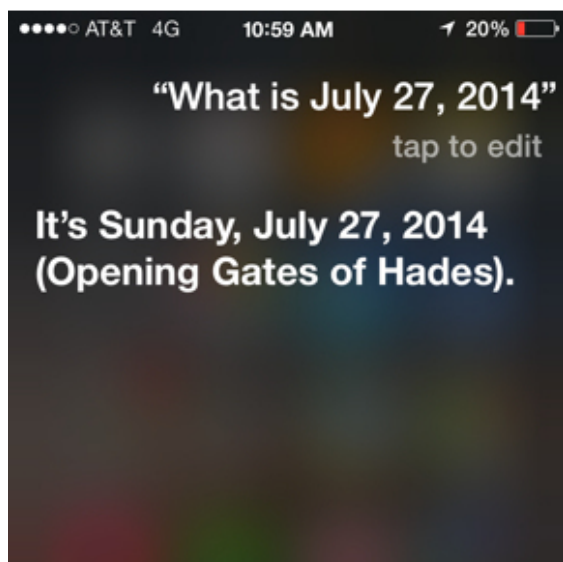 AT&T 4G 10:59 AM 20%
“What is July 27, 2014”
tap to edit
It’s Sunday, July 27, 2014
(Opening Gates of Hades).